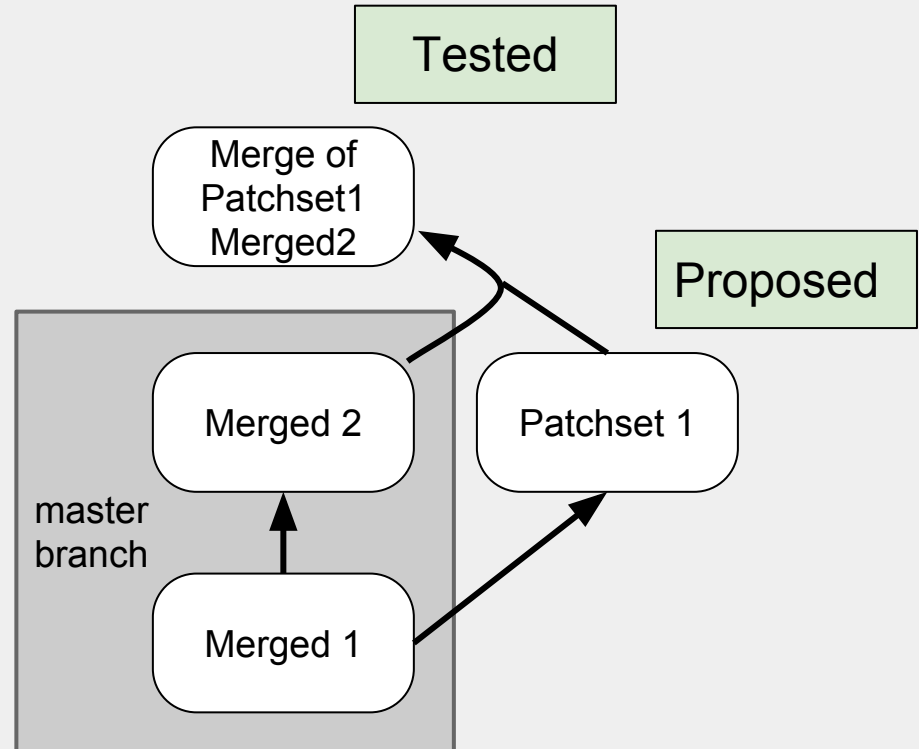 Tested
Merge of
Patchset1
Merged2
Proposed
Merged 2
Patchset 1
master
branch
Merged 1